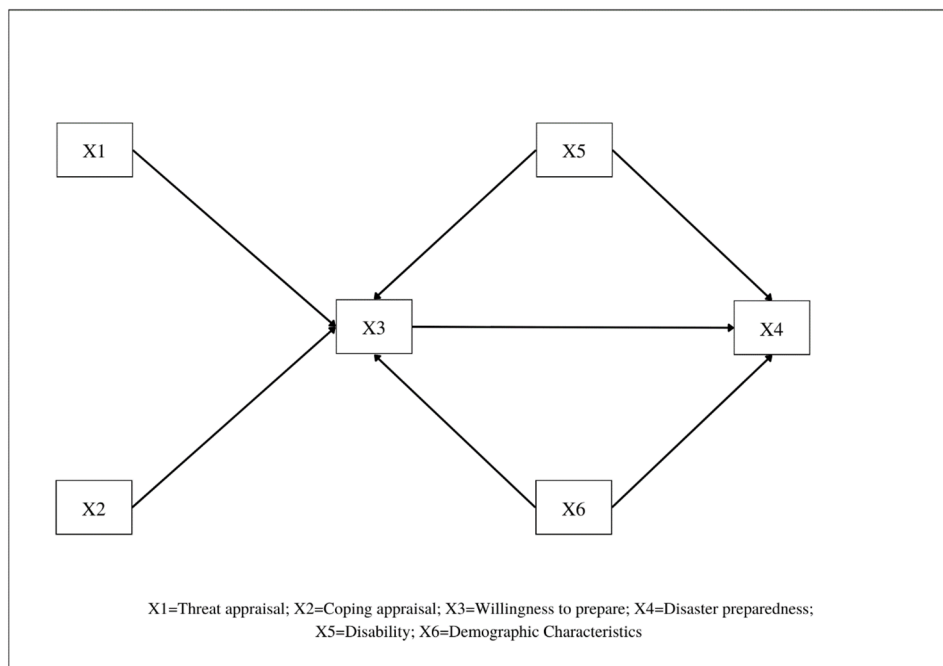 X1
X5
X3
X4
X2
X6
X1=Threat appraisal; X2=Coping appraisal; X3=Willingness to prepare; X4=Disaster preparedness;
X5=Disability; X6=Demographic Characteristics